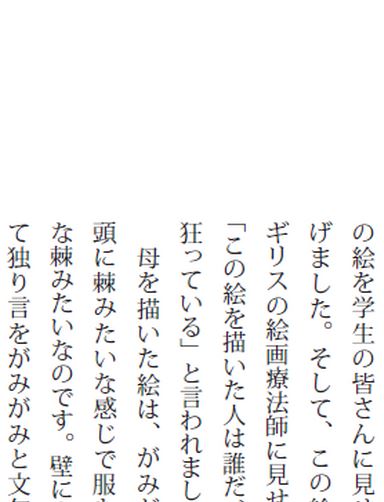 の絵を学生の皆さんに見せ
げました。そして、この絵
ギリスの絵画療法師に見せ
「この絵を描いた人は誰だ、
狂っている」と言われまし
　母を描いた絵は、がみが
頭に棘みたいな感じで服も
な棘みたいなのです。壁に
て独り言をがみがみと文句